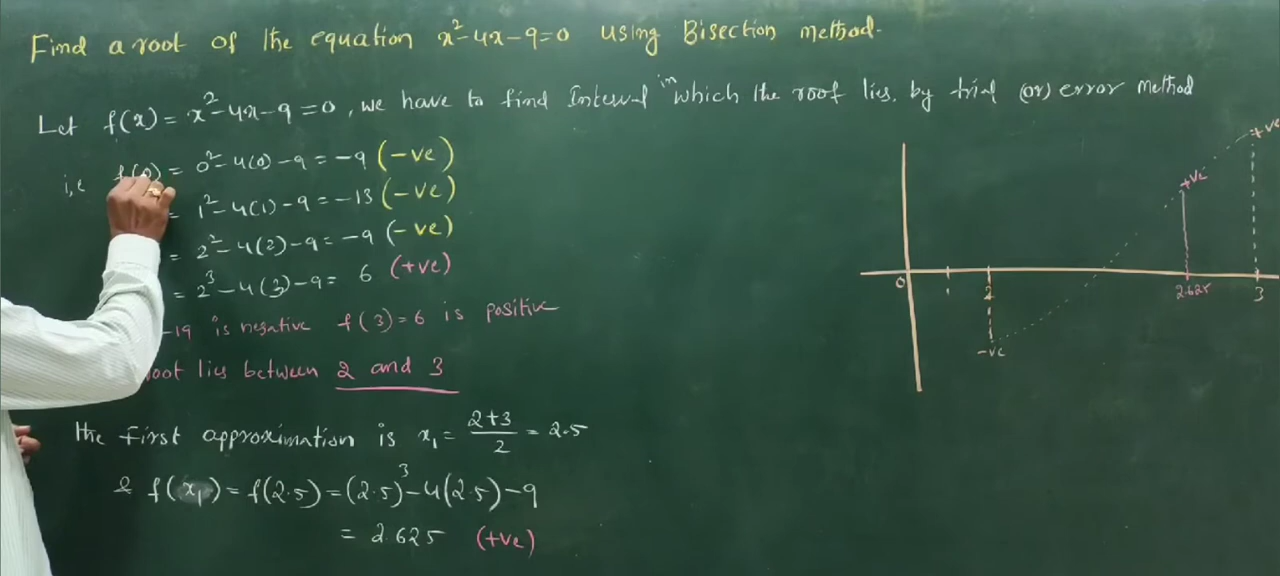 Find a root of the equation x²-4x-9=0 using Bisection method.
Let f(x) = x²-4x-9=0, we have to find Interval in which the root lies. by trial (or) error method
i,e f(0) = 0²-4(0)-9 = -9 (-ve)
= 1²-4(1)-9 = -13 (-ve)
= 2²-4(2)-9 = -9 (-ve)
= 2³-4(3)-9 = 6 (+ve)
-19 is negative f(3)=6 is positive
root lies between 2 and 3
the First approximation is x₁ = (2+3)/2 = 2.5
& f(x₁) = f(2.5) = (2.5)³-4(2.5)-9
= 2.625 (+ve)
+ve
+ve
0 1 2 2.625 3
-ve